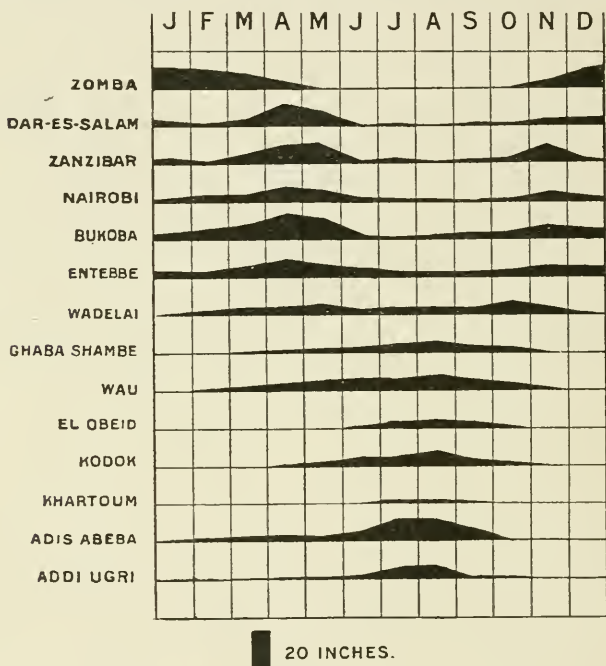 J F M A M J J A S O N D
ZOMBA
DAR-ES-SALAM
ZANZIBAR
NAIROBI
BUKOBA
ENTEBBE
WADELAI
GHABA SHAMBE
WAU
EL OBEID
KODOK
KHARTOUM
ADIS ABEBA
ADDI UGRI
20 INCHES.